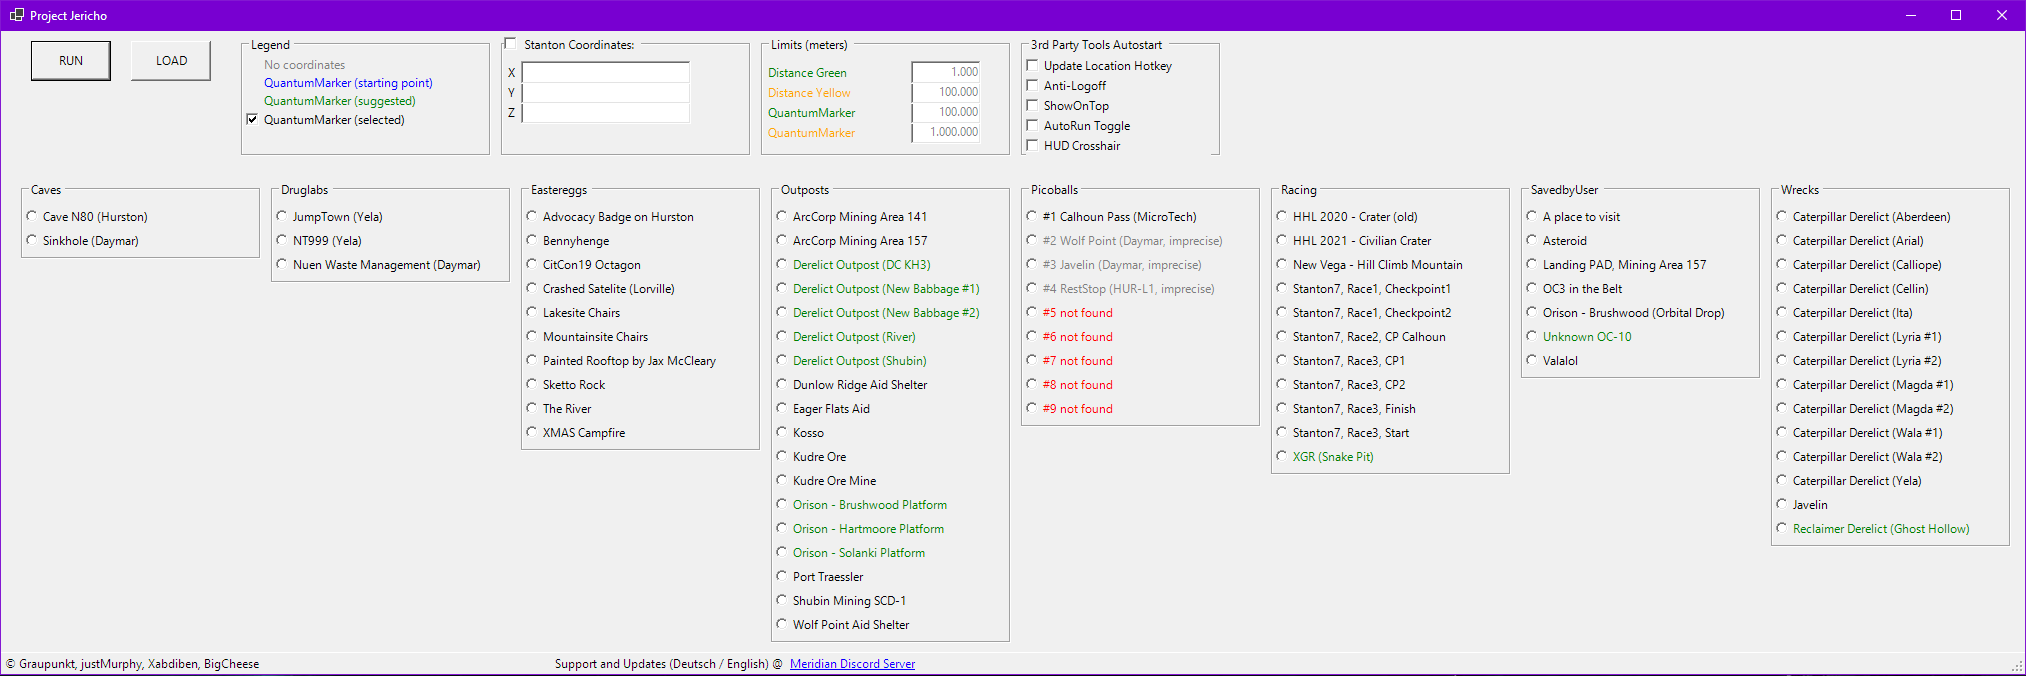 Project Jericho
RUN
LOAD
Legend
No coordinates
QuantumMarker (starting point)
QuantumMarker (suggested)
QuantumMarker (selected)
Stanton Coordinates:
X
Y
Z
Limits (meters)
Distance Green 1.000
Distance Yellow 100.000
QuantumMarker 100.000
QuantumMarker 1.000.000
3rd Party Tools Autostart
Update Location Hotkey
Anti-Logoff
ShowOnTop
AutoRun Toggle
HUD Crosshair
Caves
Cave N80 (Hurston)
Sinkhole (Daymar)
Druglabs
JumpTown (Yela)
NT999 (Yela)
Nuen Waste Management (Daymar)
Eastereggs
Advocacy Badge on Hurston
Bennyhenge
CitCon19 Octagon
Crashed Satelite (Lorville)
Lakesite Chairs
Mountainsite Chairs
Painted Rooftop by Jax McCleary
Sketto Rock
The River
XMAS Campfire
Outposts
ArcCorp Mining Area 141
ArcCorp Mining Area 157
Derelict Outpost (DC KH3)
Derelict Outpost (New Babbage #1)
Derelict Outpost (New Babbage #2)
Derelict Outpost (River)
Derelict Outpost (Shubin)
Dunlow Ridge Aid Shelter
Eager Flats Aid
Kosso
Kudre Ore
Kudre Ore Mine
Orison - Brushwood Platform
Orison - Hartmoore Platform
Orison - Solanki Platform
Port Traessler
Shubin Mining SCD-1
Wolf Point Aid Shelter
Picoballs
#1 Calhoun Pass (MicroTech)
#2 Wolf Point (Daymar, imprecise)
#3 Javelin (Daymar, imprecise)
#4 RestStop (HUR-L1, imprecise)
#5 not found
#6 not found
#7 not found
#8 not found
#9 not found
Racing
HHL 2020 - Crater (old)
HHL 2021 - Civilian Crater
New Vega - Hill Climb Mountain
Stanton7, Race1, Checkpoint1
Stanton7, Race1, Checkpoint2
Stanton7, Race2, CP Calhoun
Stanton7, Race3, CP1
Stanton7, Race3, CP2
Stanton7, Race3, Finish
Stanton7, Race3, Start
XGR (Snake Pit)
SavedbyUser
A place to visit
Asteroid
Landing PAD, Mining Area 157
OC3 in the Belt
Orison - Brushwood (Orbital Drop)
Unknown OC-10
Valalol
Wrecks
Caterpillar Derelict (Aberdeen)
Caterpillar Derelict (Arial)
Caterpillar Derelict (Calliope)
Caterpillar Derelict (Cellin)
Caterpillar Derelict (Ita)
Caterpillar Derelict (Lyria #1)
Caterpillar Derelict (Lyria #2)
Caterpillar Derelict (Magda #1)
Caterpillar Derelict (Magda #2)
Caterpillar Derelict (Wala #1)
Caterpillar Derelict (Wala #2)
Caterpillar Derelict (Yela)
Javelin
Reclaimer Derelict (Ghost Hollow)
© Graupunkt, justMurphy, Xabdiben, BigCheese
Support and Updates (Deutsch / English) @ Meridian Discord Server